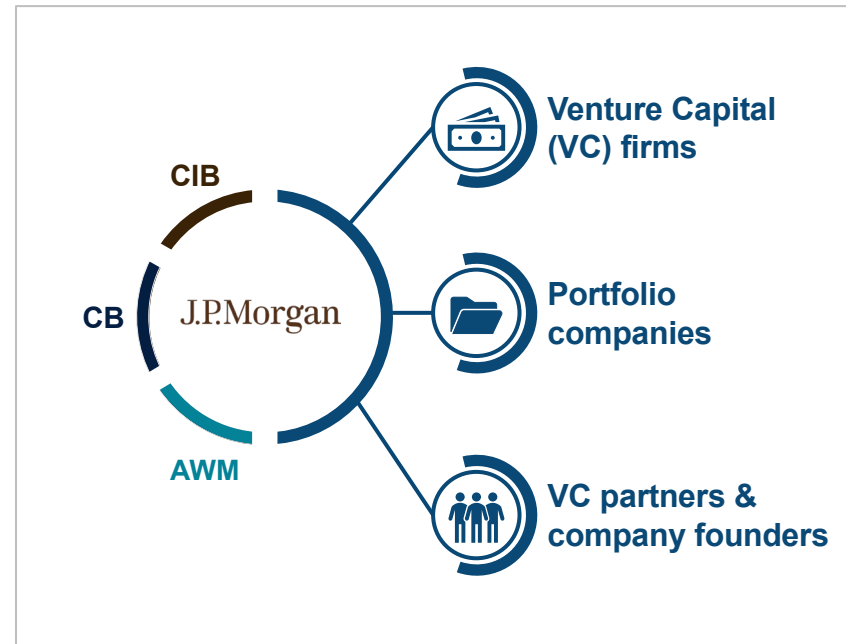 CIB
CB
AWM
J.P.Morgan
Venture Capital
(VC) firms
Portfolio
companies
VC partners &
company founders